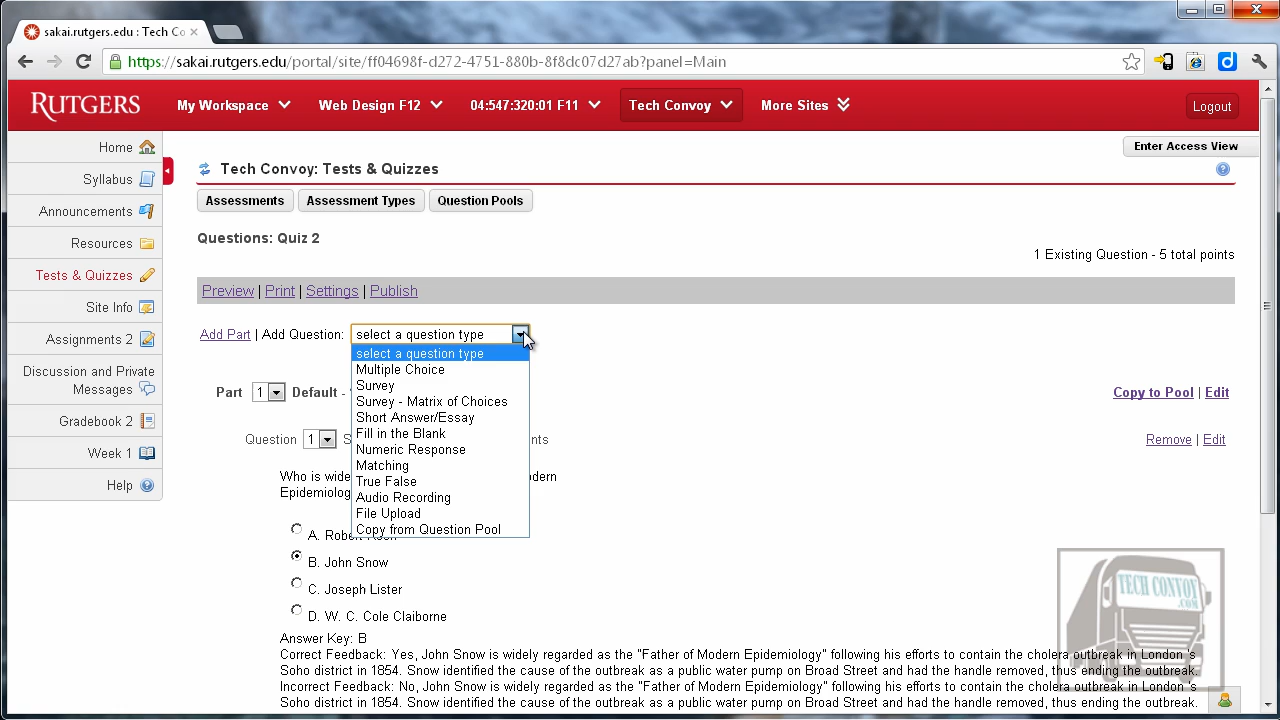 sakai.rutgers.edu : Tech Co
https://sakai.rutgers.edu/portal/site/ff04698f-d272-4751-880b-8f8dc07d27ab?panel=Main
RUTGERS
My Workspace
Web Design F12
04:547:320:01 F11
Tech Convoy
More Sites
Logout
Enter Access View
Home
Syllabus
Announcements
Resources
Tests & Quizzes
Site Info
Assignments 2
Discussion and Private
Messages
Gradebook 2
Week 1
Help
Tech Convoy: Tests & Quizzes
Assessments
Assessment Types
Question Pools
Questions: Quiz 2
1 Existing Question - 5 total points
Preview | Print | Settings | Publish
Add Part | Add Question: select a question type
select a question type
Multiple Choice
Survey
Survey - Matrix of Choices
Short Answer/Essay
Fill in the Blank
Numeric Response
Matching
True False
Audio Recording
File Upload
Copy from Question Pool
Part 1 Default -
Copy to Pool | Edit
Question 1 S nts
Remove | Edit
Who is wide dern
Epidemiolog
A. Rober
B. John Snow
C. Joseph Lister
D. W. C. Cole Claiborne
Answer Key: B
Correct Feedback: Yes, John Snow is widely regarded as the "Father of Modern Epidemiology" following his efforts to contain the cholera outbreak in London 's
Soho district in 1854. Snow identified the cause of the outbreak as a public water pump on Broad Street and had the handle removed, thus ending the outbreak.
Incorrect Feedback: No, John Snow is widely regarded as the "Father of Modern Epidemiology" following his efforts to contain the cholera outbreak in London 's
Soho district in 1854. Snow identified the cause of the outbreak as a public water pump on Broad Street and had the handle removed, thus ending the outbreak.
TECH CONVOY
.COM